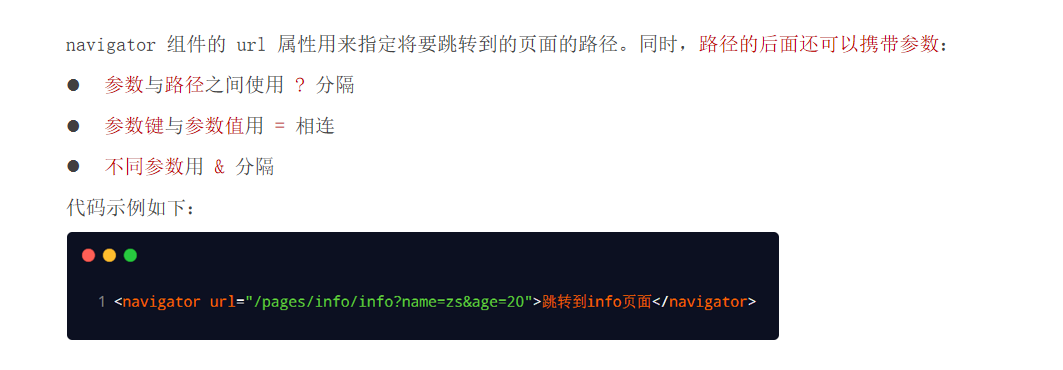 navigator 组件的 url 属性用来指定将要跳转到的页面的路径。同时，路径的后面还可以携带参数：
● 参数与路径之间使用 ? 分隔
● 参数键与参数值用 = 相连
● 不同参数用 & 分隔
代码示例如下：
1 <navigator url="/pages/info/info?name=zs&age=20">跳转到info页面</navigator>